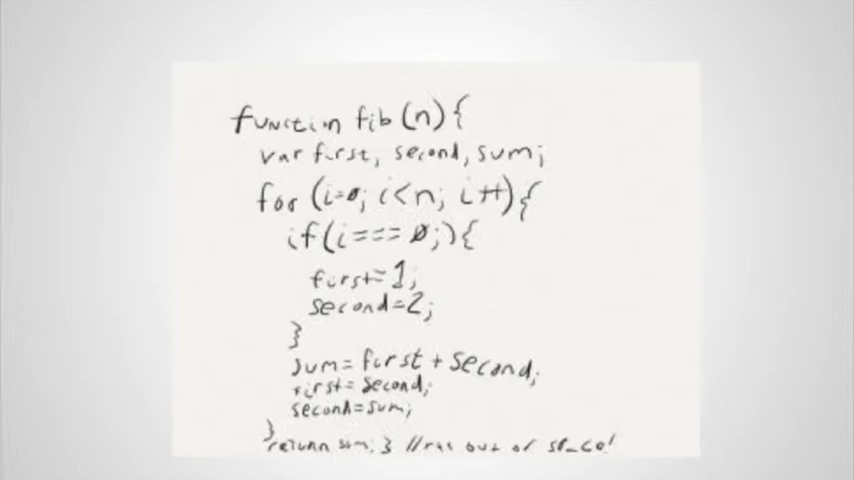 function fib(n){
var first, second, sum;
for (i=0; i<n; i++){
if(i===0;){
first=1;
second=2;
}
sum= first + second;
first= second;
second=sum;
}
return sum; } //ran out of space!